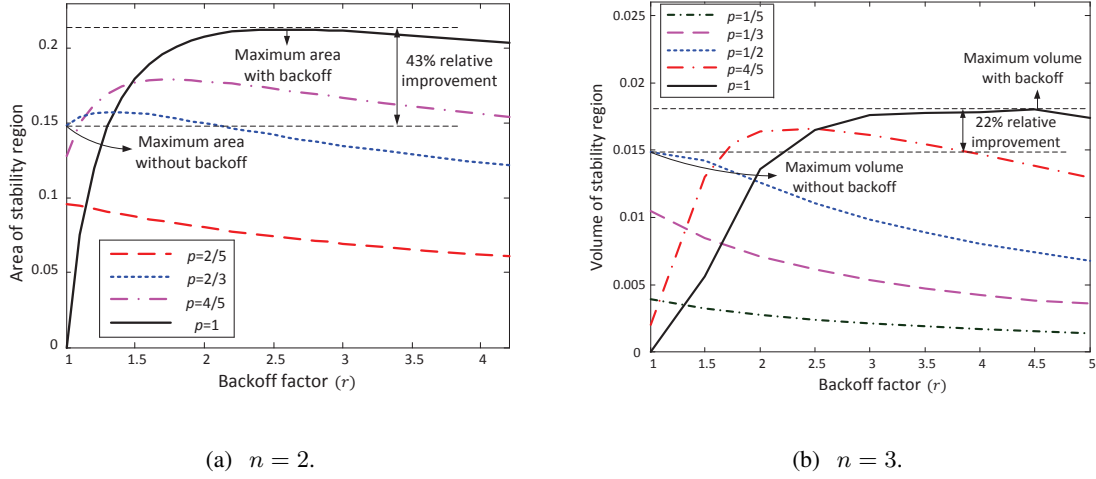 0.2
0.15
0.1
0.05
0
Area of stability region
1
1.5
2
2.5
3
3.5
4
Backoff factor (r)
Maximum area
with backoff
43% relative
improvement
Maximum area
without backoff
p=2/5
p=2/3
p=4/5
p=1
(a) n = 2.
0.025
0.02
0.015
0.01
0.005
0
Volume of stability region
1
1.5
2
2.5
3
3.5
4
4.5
5
Backoff factor (r)
p=1/5
p=1/3
p=1/2
p=4/5
p=1
Maximum volume
with backoff
22% relative
improvement
Maximum volume
without backoff
(b) n = 3.